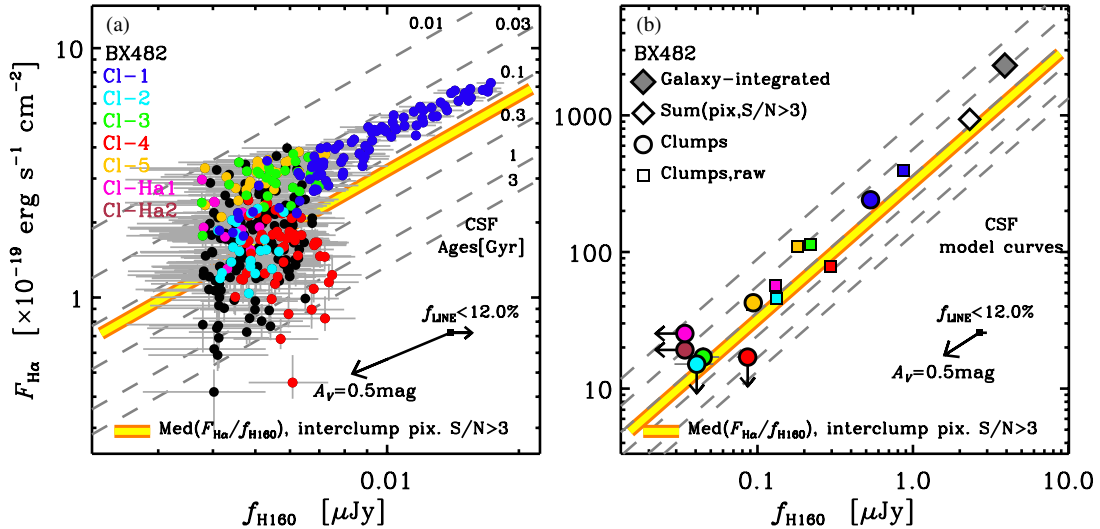 (a)
0.01
0.03
10
BX482
Cl-1
Cl-2
Cl-3
Cl-4
Cl-5
Cl-Ha1
Cl-Ha2
0.1
0.3
1
3
CSF
Ages[Gyr]
1
f_LINE<12.0%
A_V=0.5mag
Med(F_Hα/f_H160), interclump pix. S/N>3
0.01
f_H160 [μJy]
F_Hα [×10⁻¹⁹ erg s⁻¹ cm⁻²]
(b)
BX482
Galaxy-integrated
Sum(pix,S/N>3)
Clumps
Clumps,raw
1000
100
10
CSF
model curves
f_LINE<12.0%
A_V=0.5mag
Med(F_Hα/f_H160), interclump pix. S/N>3
0.1
1.0
10.0
f_H160 [μJy]